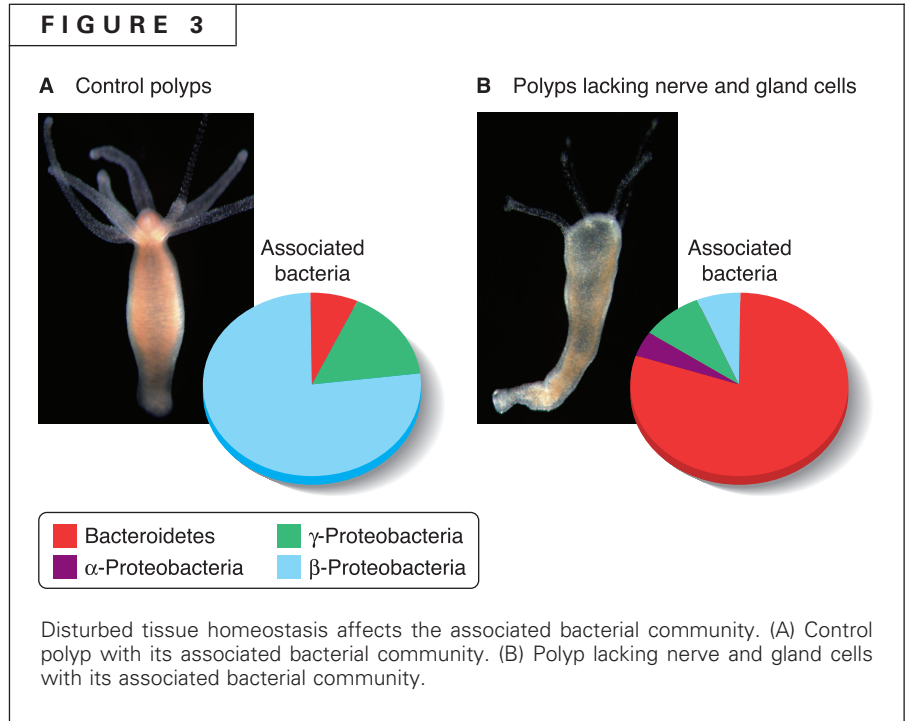 FIGURE 3
A Control polyps
B Polyps lacking nerve and gland cells
Associated
bacteria
Associated
bacteria
Bacteroidetes
γ-Proteobacteria
α-Proteobacteria
β-Proteobacteria
Disturbed tissue homeostasis affects the associated bacterial community. (A) Control
polyp with its associated bacterial community. (B) Polyp lacking nerve and gland cells
with its associated bacterial community.